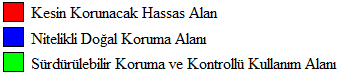 Kesin Korunacak Hassas Alan
Nitelikli Doğal Koruma Alanı
Sürdürülebilir Koruma ve Kontrollü Kullanım Alanı